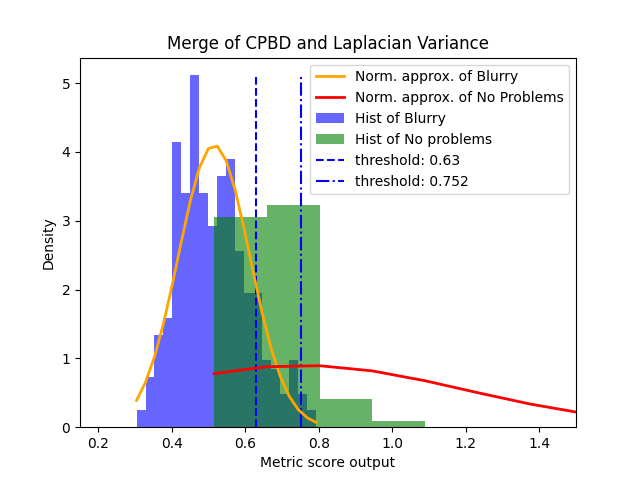 Merge of CPBD and Laplacian Variance
Norm. approx. of Blurry
Norm. approx. of No Problems
Hist of Blurry
Hist of No problems
threshold: 0.63
threshold: 0.752
Density
5
4
3
2
1
0
0.2 0.4 0.6 0.8 1.0 1.2 1.4
Metric score output